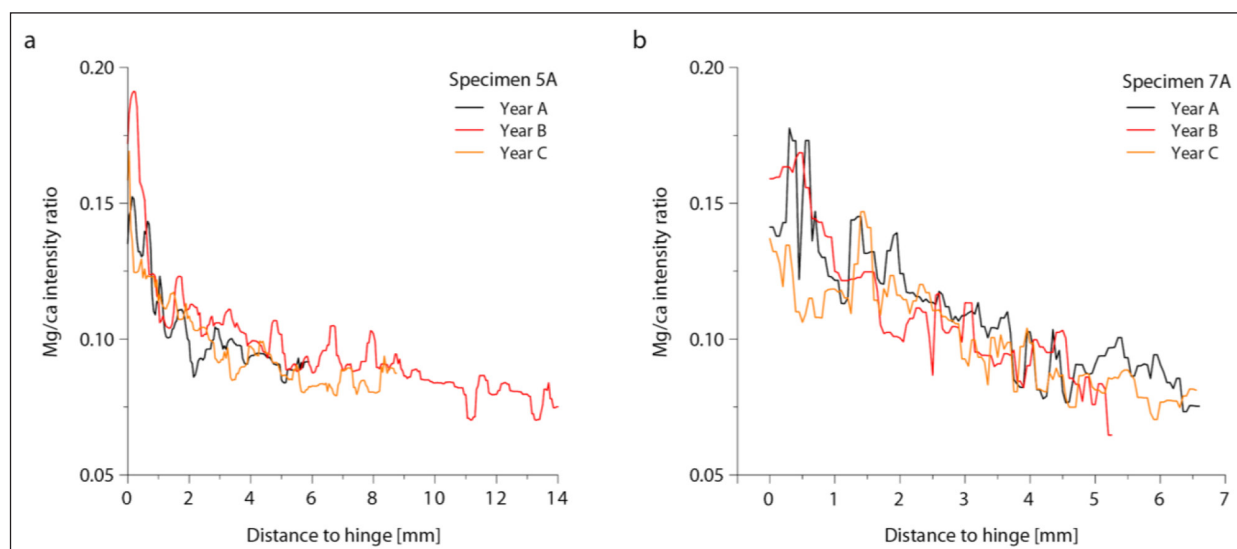 a
Specimen 5A
Year A
Year B
Year C
0.20
0.15
0.10
0.05
Mg/ca intensity ratio
0 2 4 6 8 10 12 14
Distance to hinge [mm]
b
Specimen 7A
Year A
Year B
Year C
0.20
0.15
0.10
0.05
Mg/ca intensity ratio
0 1 2 3 4 5 6 7
Distance to hinge [mm]